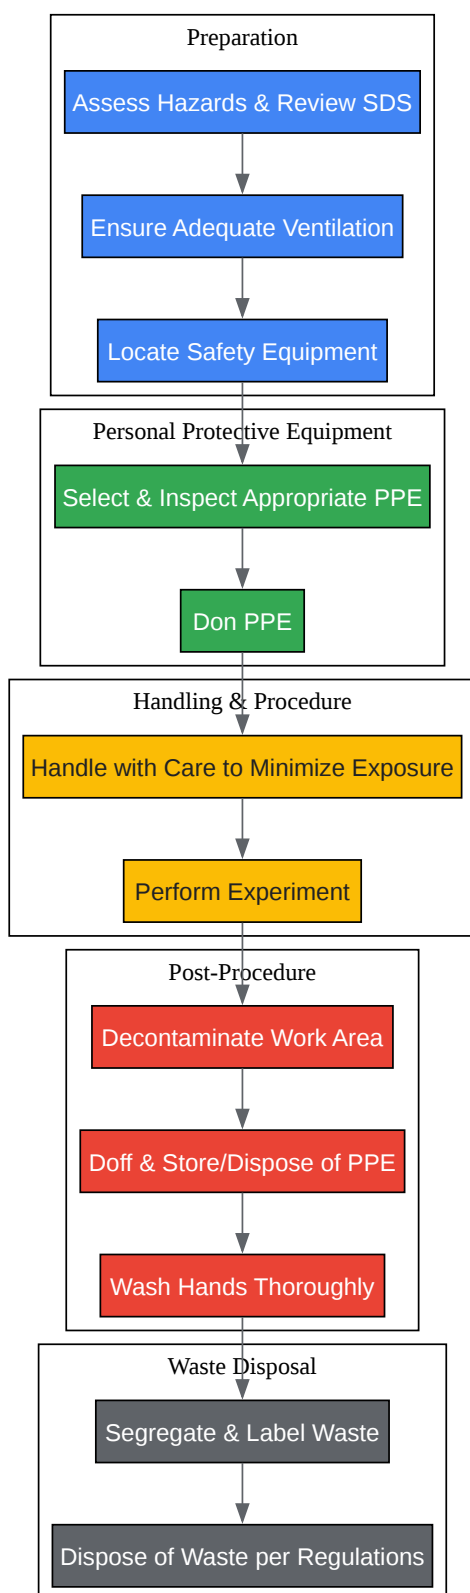 Preparation
Assess Hazards & Review SDS
Ensure Adequate Ventilation
Locate Safety Equipment
Personal Protective Equipment
Select & Inspect Appropriate PPE
Don PPE
Handling & Procedure
Handle with Care to Minimize Exposure
Perform Experiment
Post-Procedure
Decontaminate Work Area
Doff & Store/Dispose of PPE
Wash Hands Thoroughly
Waste Disposal
Segregate & Label Waste
Dispose of Waste per Regulations